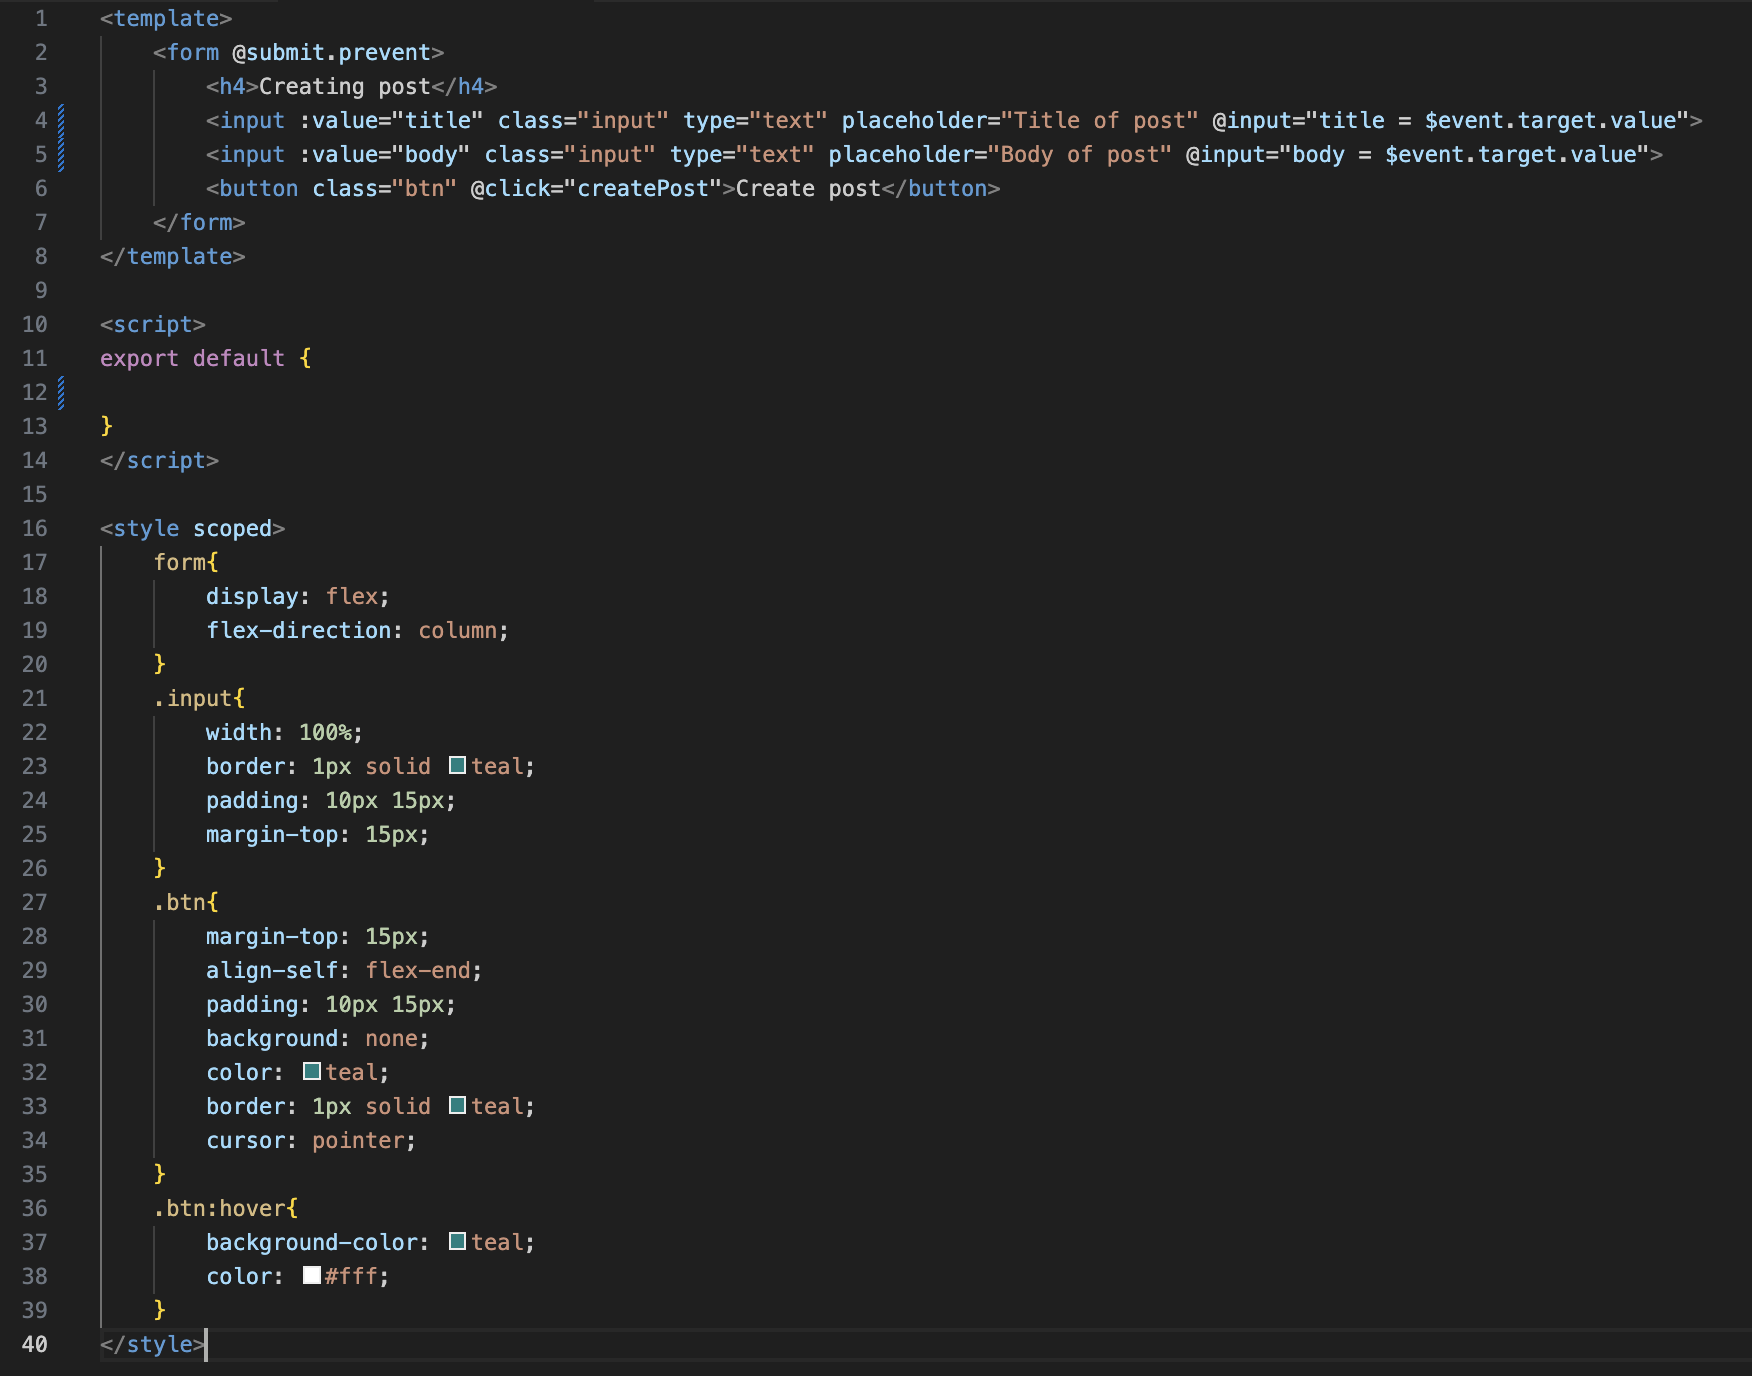 1 <template>
2 <form @submit.prevent>
3 <h4>Creating post</h4>
4 <input :value="title" class="input" type="text" placeholder="Title of post" @input="title = $event.target.value">
5 <input :value="body" class="input" type="text" placeholder="Body of post" @input="body = $event.target.value">
6 <button class="btn" @click="createPost">Create post</button>
7 </form>
8 </template>
9
10 <script>
11 export default {
12
13 }
14 </script>
15
16 <style scoped>
17 form{
18 display: flex;
19 flex-direction: column;
20 }
21 .input{
22 width: 100%;
23 border: 1px solid teal;
24 padding: 10px 15px;
25 margin-top: 15px;
26 }
27 .btn{
28 margin-top: 15px;
29 align-self: flex-end;
30 padding: 10px 15px;
31 background: none;
32 color: teal;
33 border: 1px solid teal;
34 cursor: pointer;
35 }
36 .btn:hover{
37 background-color: teal;
38 color: #fff;
39 }
40 </style>